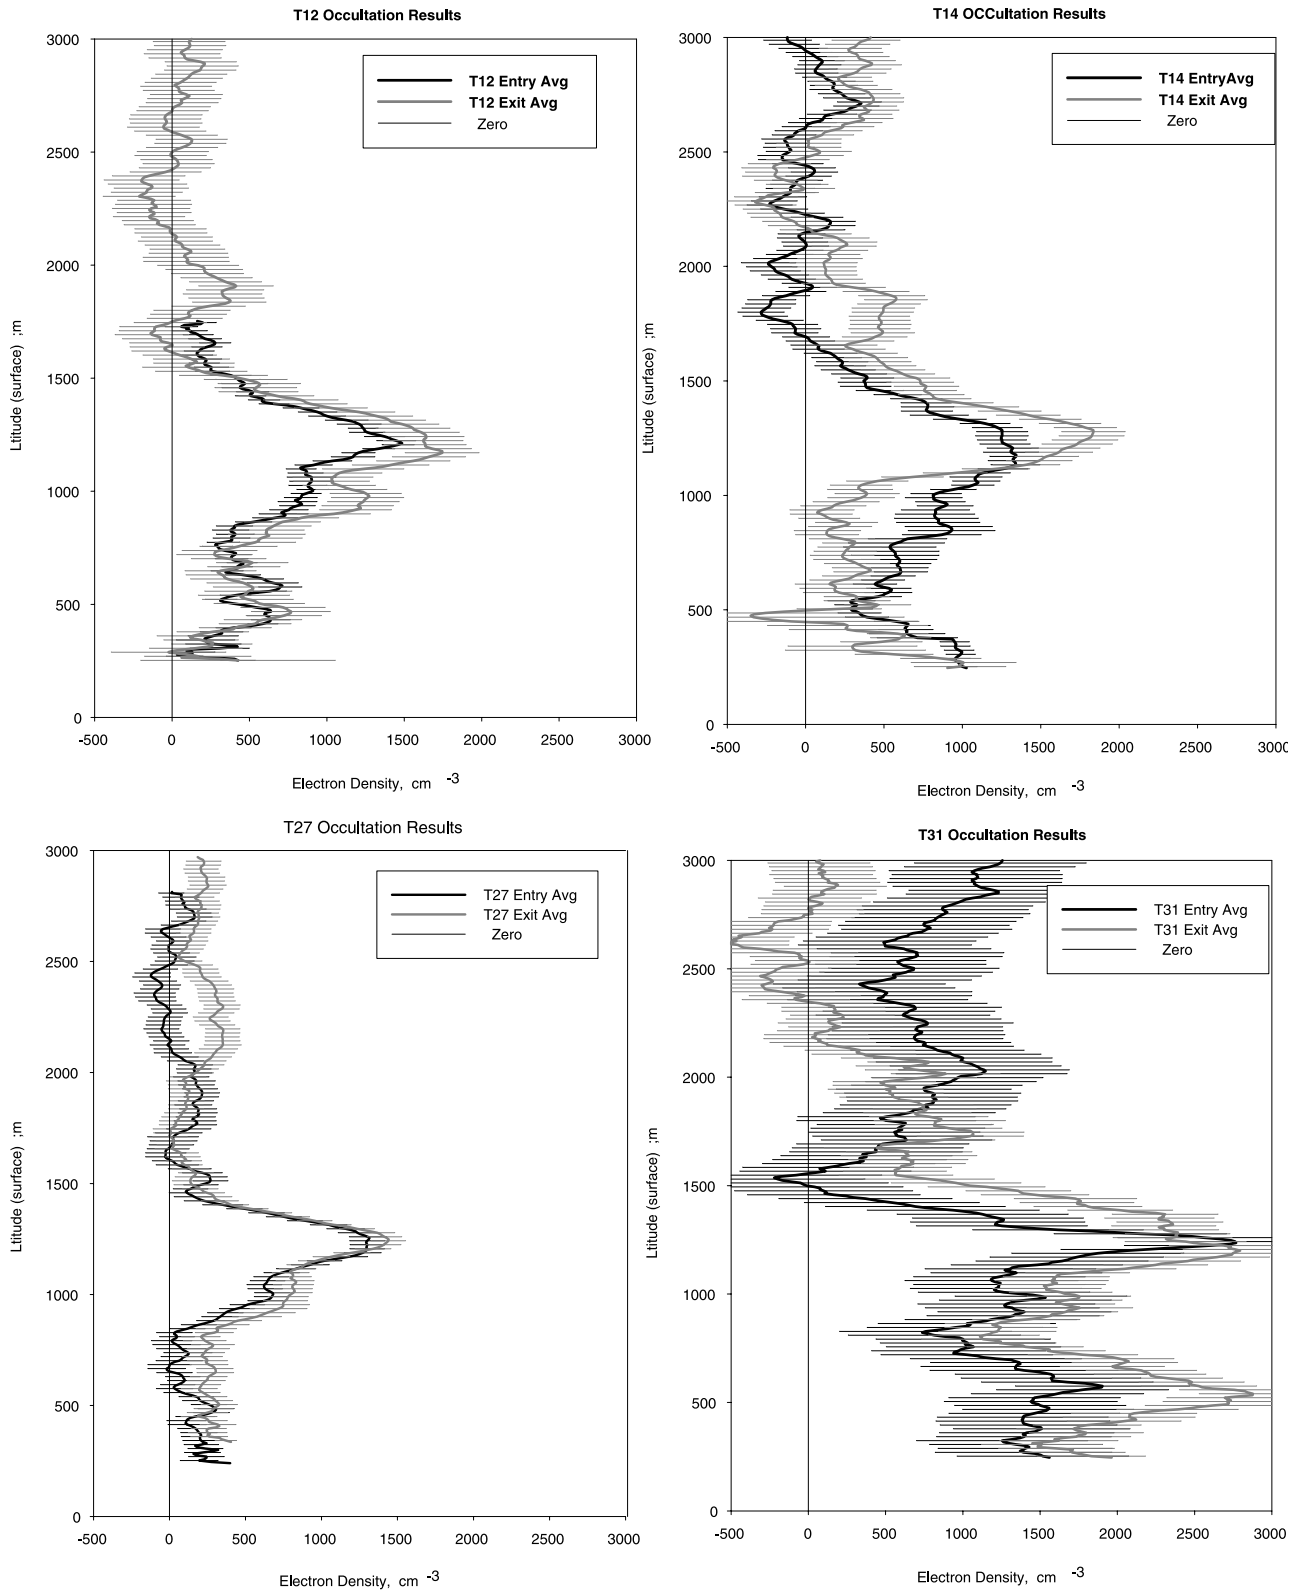 T12 Occultation Results
3000
2500
2000
1500
1000
500
0
-500 0 500 1000 1500 2000 2500 3000
Ltitude (surface) ;m
Electron Density, cm -3
T12 Entry Avg
T12 Exit Avg
Zero
T14 OCCultation Results
3000
2500
2000
1500
1000
500
0
-500 0 500 1000 1500 2000 2500 3000
Ltitude (surface) ;m
Electron Density, cm -3
T14 EntryAvg
T14 Exit Avg
Zero
T27 Occultation Results
3000
2500
2000
1500
1000
500
0
-500 0 500 1000 1500 2000 2500 3000
Ltitude (surface) ;m
Electron Density, cm -3
T27 Entry Avg
T27 Exit Avg
Zero
T31 Occultation Results
3000
2500
2000
1500
1000
500
0
-500 0 500 1000 1500 2000 2500 3000
Ltitude (surface) ;m
Electron Density, cm -3
T31 Entry Avg
T31 Exit Avg
Zero